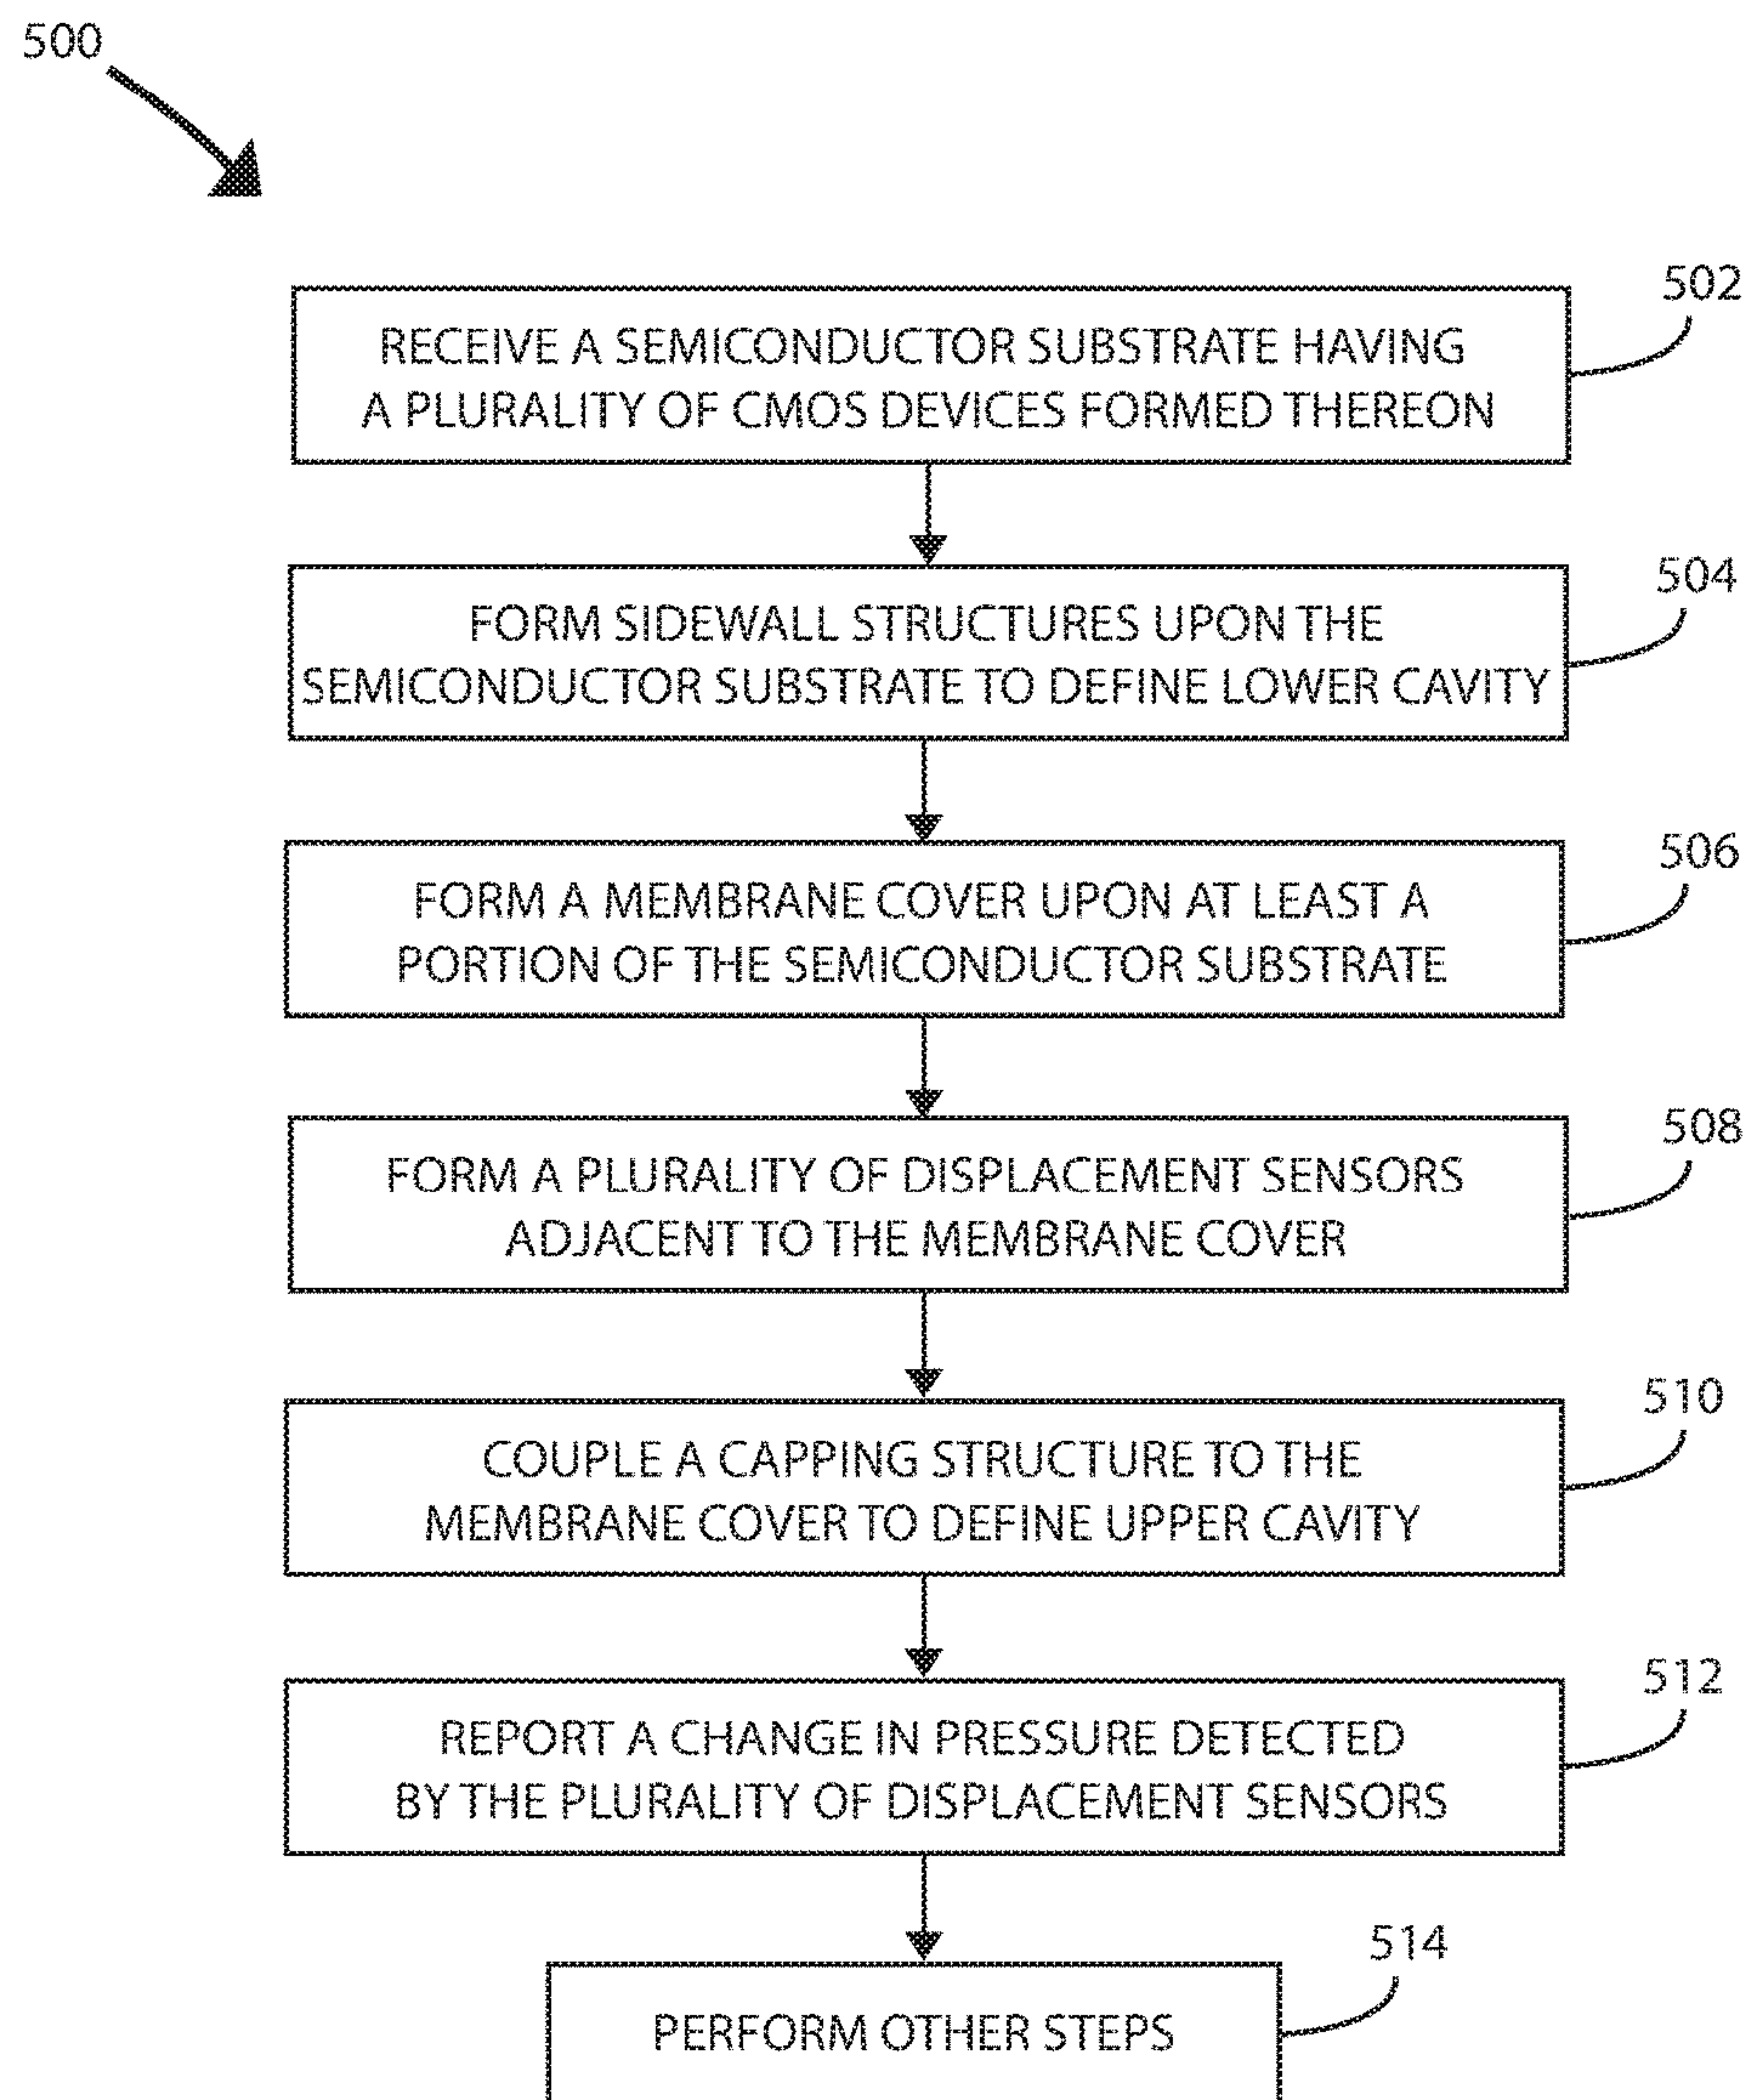 500
502
RECEIVE A SEMICONDUCTOR SUBSTRATE HAVING
A PLURALITY OF CMOS DEVICES FORMED THEREON
504
FORM SIDEWALL STRUCTURES UPON THE
SEMICONDUCTOR SUBSTRATE TO DEFINE LOWER CAVITY
506
FORM A MEMBRANE COVER UPON AT LEAST A
PORTION OF THE SEMICONDUCTOR SUBSTRATE
508
FORM A PLURALITY OF DISPLACEMENT SENSORS
ADJACENT TO THE MEMBRANE COVER
510
COUPLE A CAPPING STRUCTURE TO THE
MEMBRANE COVER TO DEFINE UPPER CAVITY
512
REPORT A CHANGE IN PRESSURE DETECTED
BY THE PLURALITY OF DISPLACEMENT SENSORS
514
PERFORM OTHER STEPS